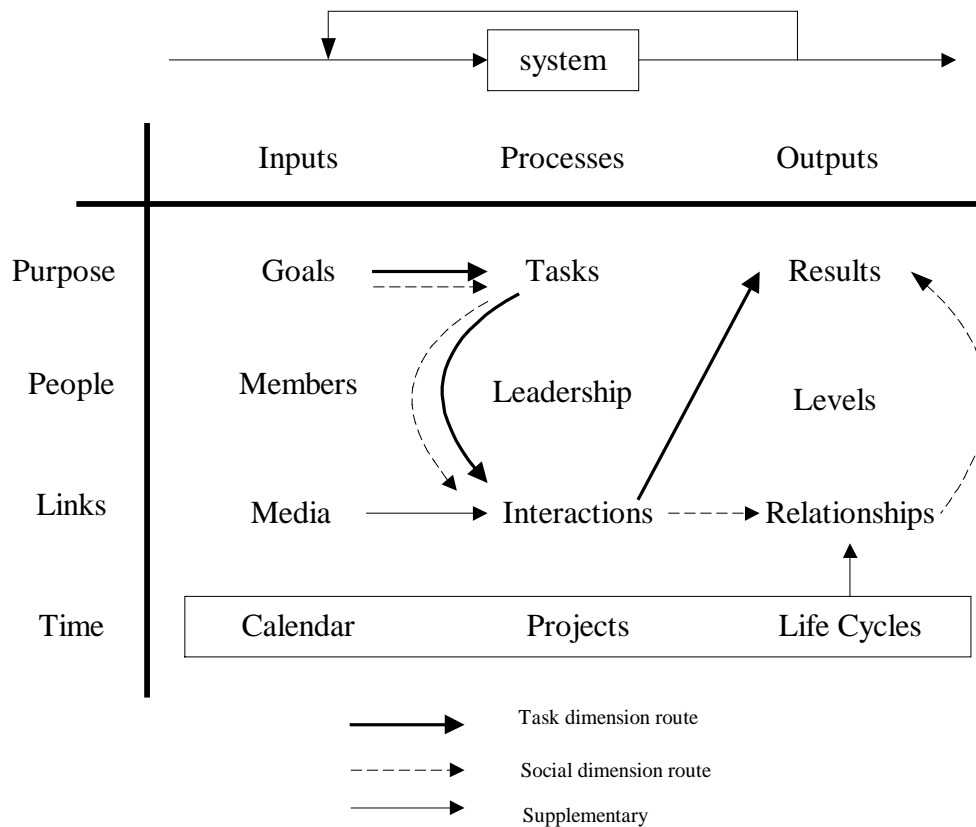 system
Inputs Processes Outputs
Purpose Goals Tasks Results
People Members Leadership Levels
Links Media Interactions Relationships
Time Calendar Projects Life Cycles
Task dimension route
Social dimension route
Supplementary